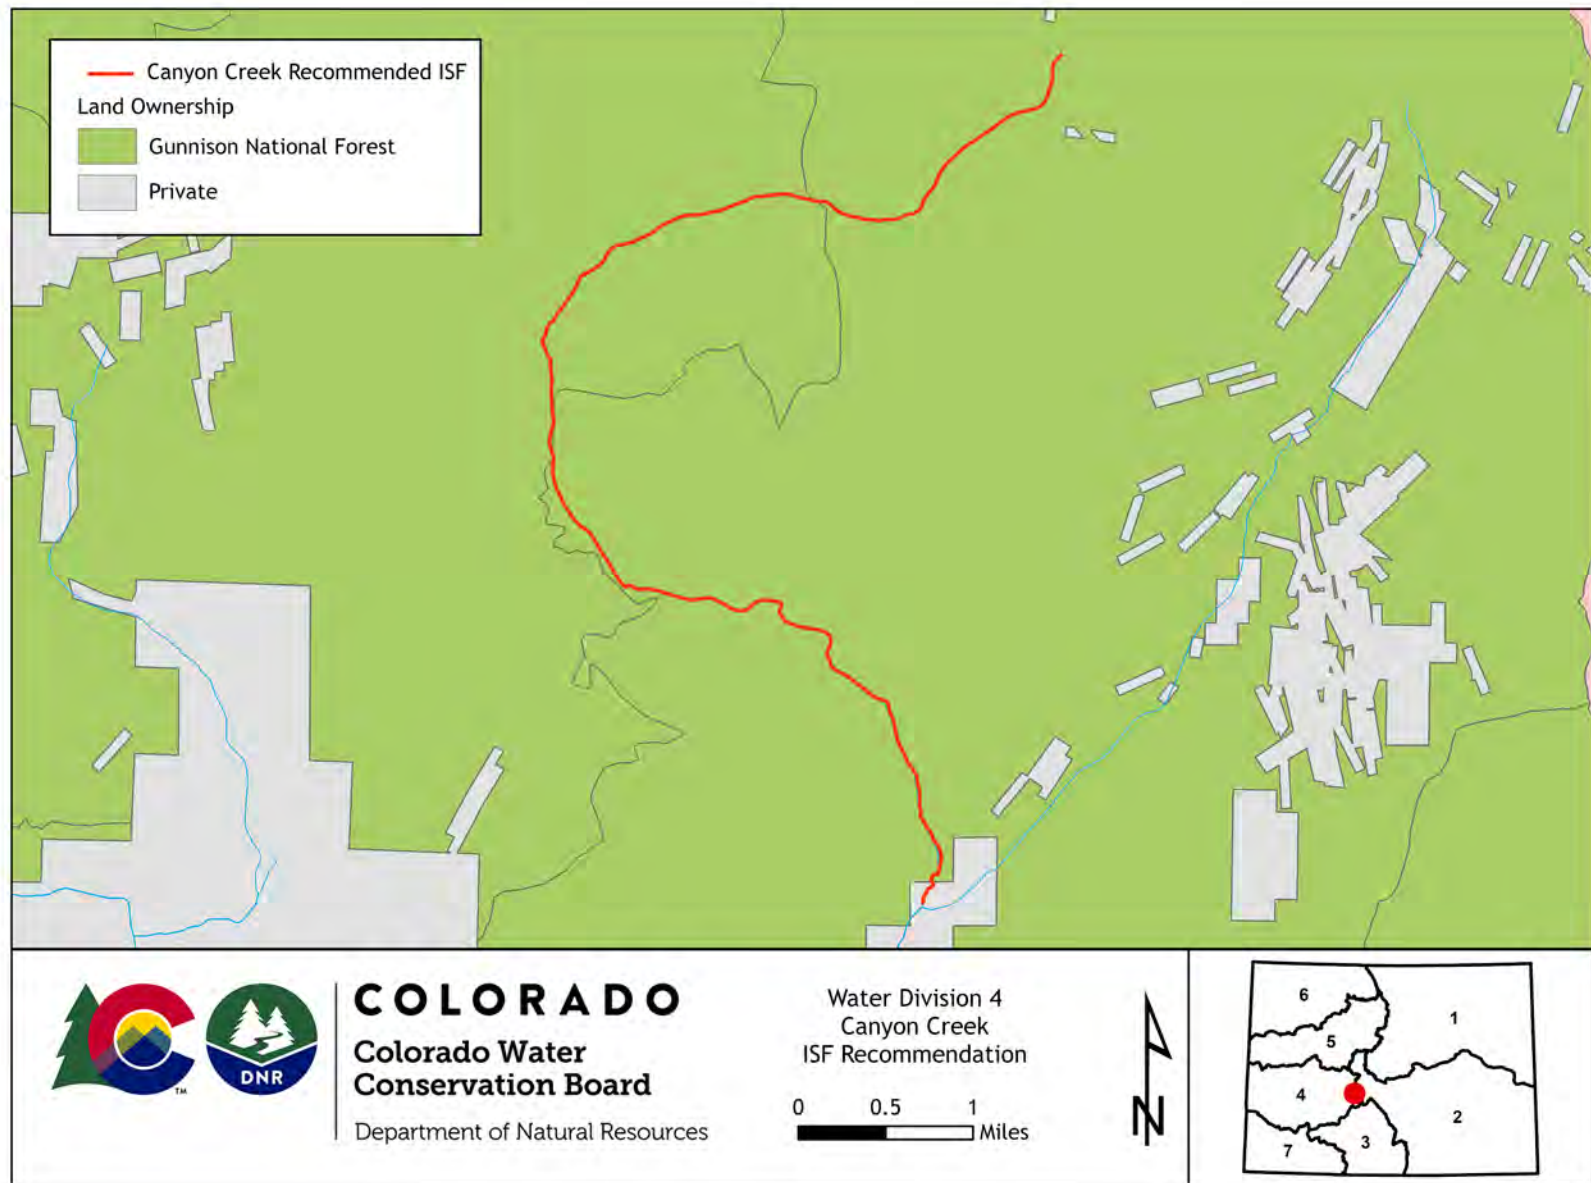 Canyon Creek Recommended ISF
Land Ownership
Gunnison National Forest
Private
COLORADO
Colorado Water
Conservation Board
Department of Natural Resources
TM
DNR
Water Division 4
Canyon Creek
ISF Recommendation
0 0.5 1
Miles
N
6
1
5
4
2
3
7